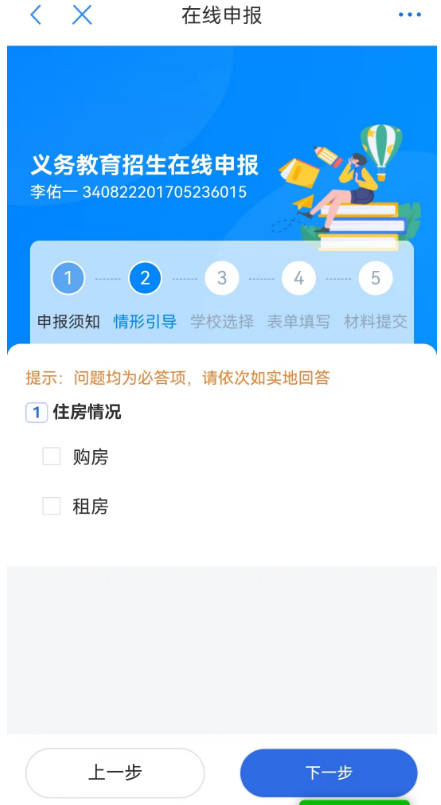 在线申报
义务教育招生在线申报
李佑一 340822201705236015
1 2 3 4 5
申报须知 情形引导 学校选择 表单填写 材料提交
提示：问题均为必答项，请依次如实地回答
1 住房情况
购房
租房
上一步 下一步